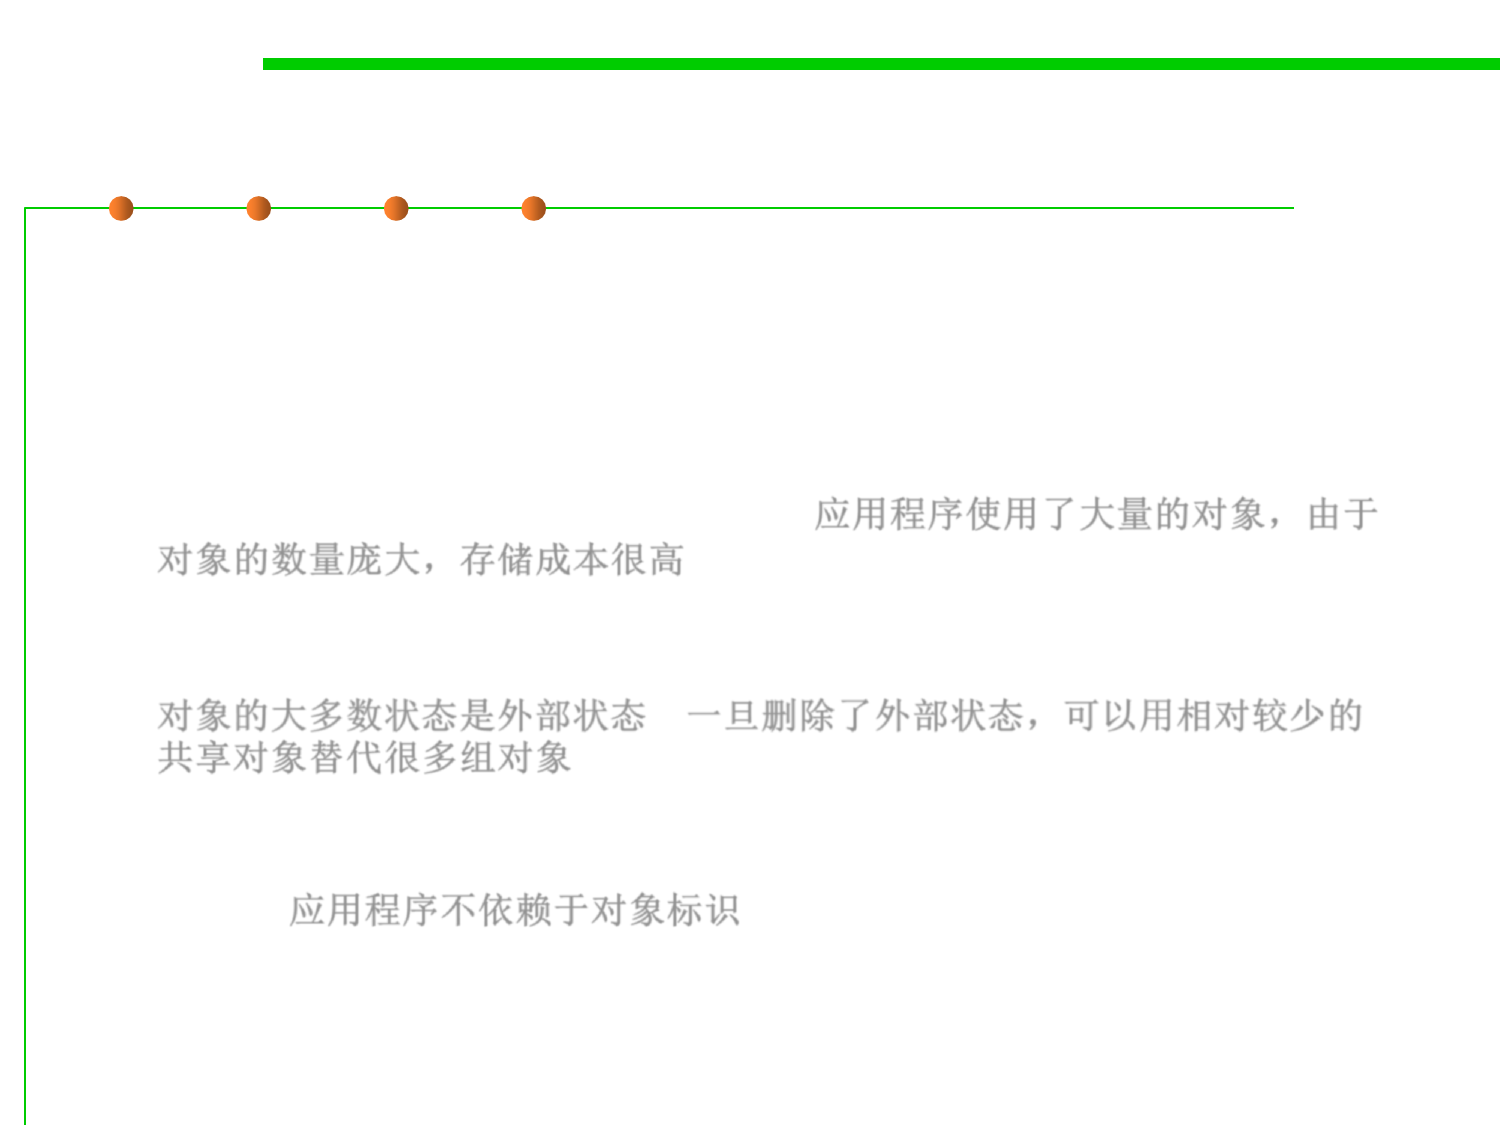 应用程序使用了大量的对象，由于
对象的数量庞大，存储成本很高
对象的大多数状态是外部状态 一旦删除了外部状态，可以用相对较少的
共享对象替代很多组对象
应用程序不依赖于对象标识